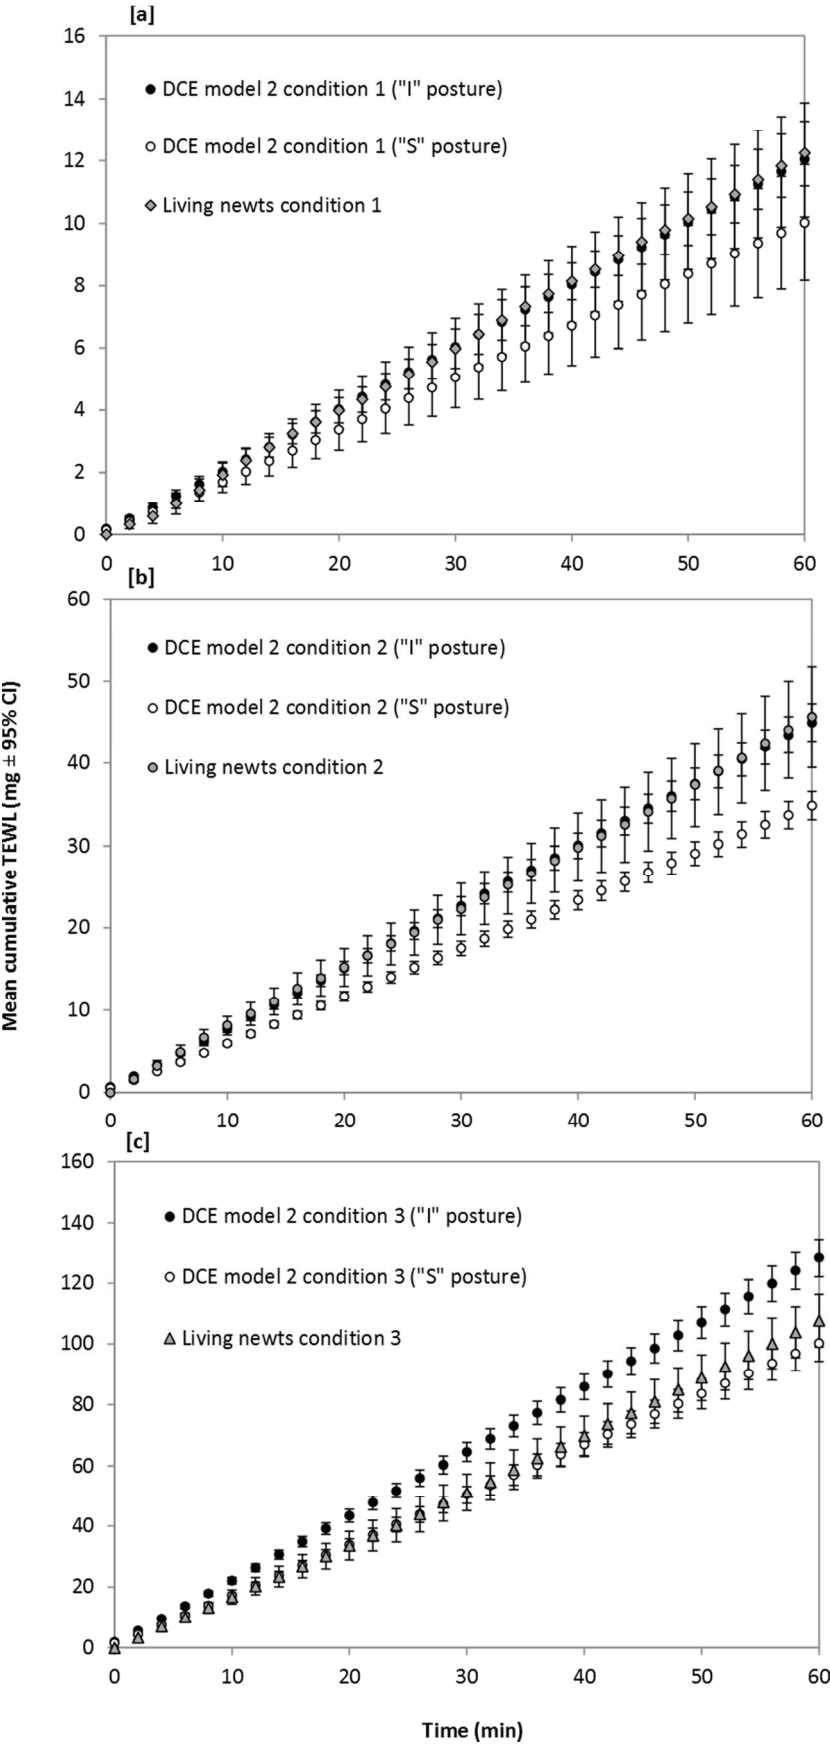 [a]
16
14
12
10
8
6
4
2
0
DCE model 2 condition 1 ("I" posture)
DCE model 2 condition 1 ("S" posture)
Living newts condition 1
0 10 20 30 40 50 60
[b]
60
50
40
30
20
10
0
DCE model 2 condition 2 ("I" posture)
DCE model 2 condition 2 ("S" posture)
Living newts condition 2
0 10 20 30 40 50 60
Mean cumulative TEWL (mg ± 95% CI)
[c]
160
140
120
100
80
60
40
20
0
DCE model 2 condition 3 ("I" posture)
DCE model 2 condition 3 ("S" posture)
Living newts condition 3
0 10 20 30 40 50 60
Time (min)